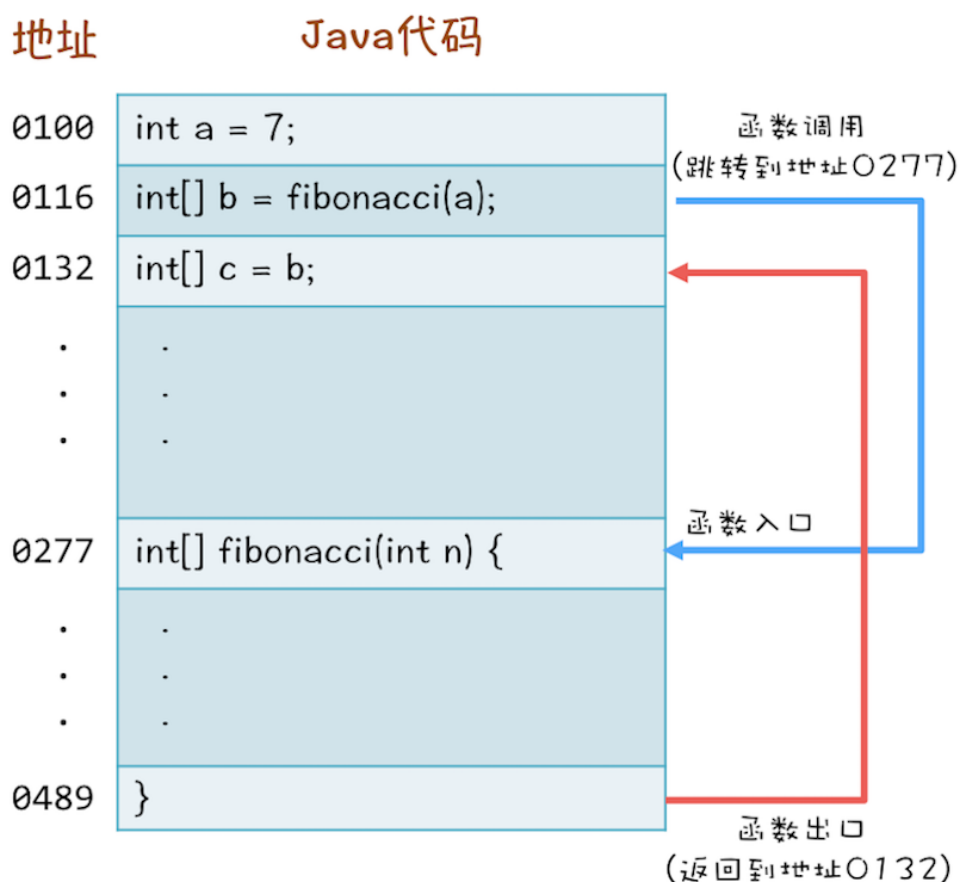 地址 Java代码
0100 int a = 7;
函数调用
(跳转到地址0277)
0116 int[] b = fibonacci(a);
0132 int[] c = b;
. .
. .
. .
函数入口
0277 int[] fibonacci(int n) {
. .
. .
. .
0489 }
函数出口
(返回到地址0132)